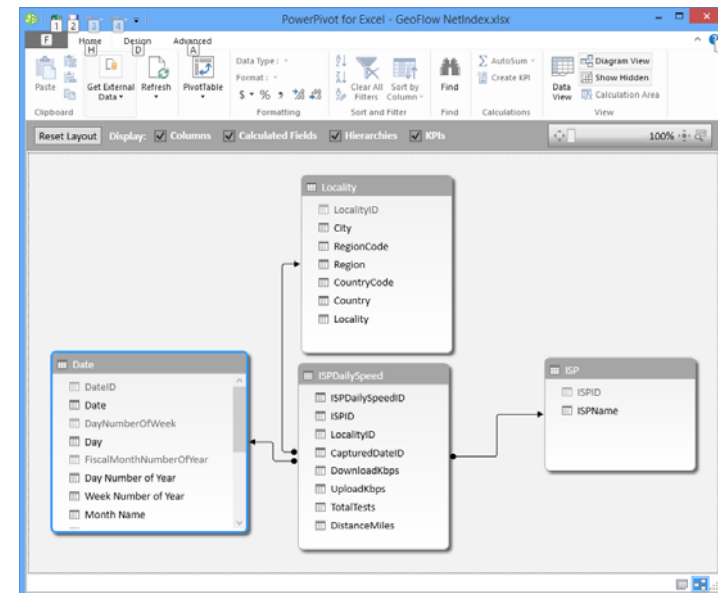 PowerPivot for Excel - GeoFlow NetIndex.xlsx
1 2 3 4
F Home Design Advanced
H D A
Paste
Get External Data
Refresh
PivotTable
Data Type :
Format :
$ % ,
Clear All Filters
Sort by Column
Find
AutoSum
Create KPI
Data View
Diagram View
Show Hidden
Calculation Area
Clipboard Formatting Sort and Filter Find Calculations View
Reset Layout Display: Columns Calculated Fields Hierarchies KPIs 100%
Locality
LocalityID
City
RegionCode
Region
CountryCode
Country
Locality
Date
DateID
Date
DayNumberOfWeek
Day
FiscalMonthNumberOfYear
Day Number of Year
Week Number of Year
Month Name
ISPDailySpeed
ISPDailySpeedID
ISPID
LocalityID
CapturedDateID
DownloadKbps
UploadKbps
TotalTests
DistanceMiles
ISP
ISPID
ISPName